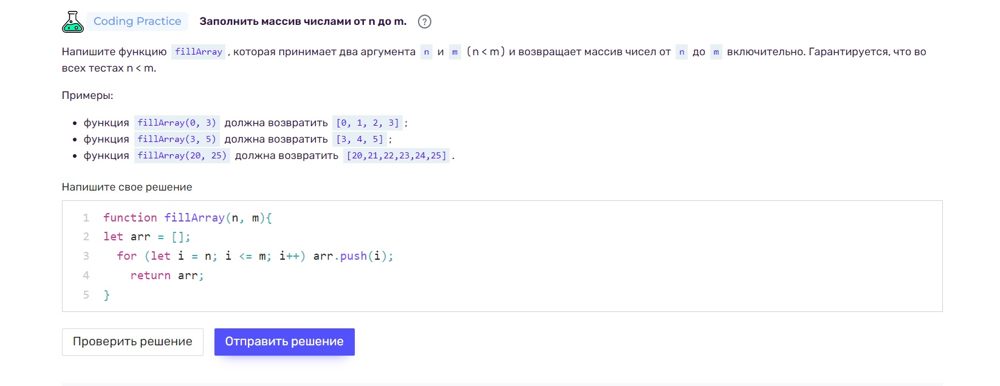 Coding Practice Заполнить массив числами от n до m. ?
Напишите функцию fillArray , которая принимает два аргумента n и m (n < m) и возвращает массив чисел от n до m включительно. Гарантируется, что во
всех тестах n < m.
Примеры:
• функция fillArray(0, 3) должна возвратить [0, 1, 2, 3] ;
• функция fillArray(3, 5) должна возвратить [3, 4, 5] ;
• функция fillArray(20, 25) должна возвратить [20,21,22,23,24,25] .
Напишите свое решение
1 function fillArray(n, m){
2 let arr = [];
3 for (let i = n; i <= m; i++) arr.push(i);
4 return arr;
5 }
Проверить решение Отправить решение